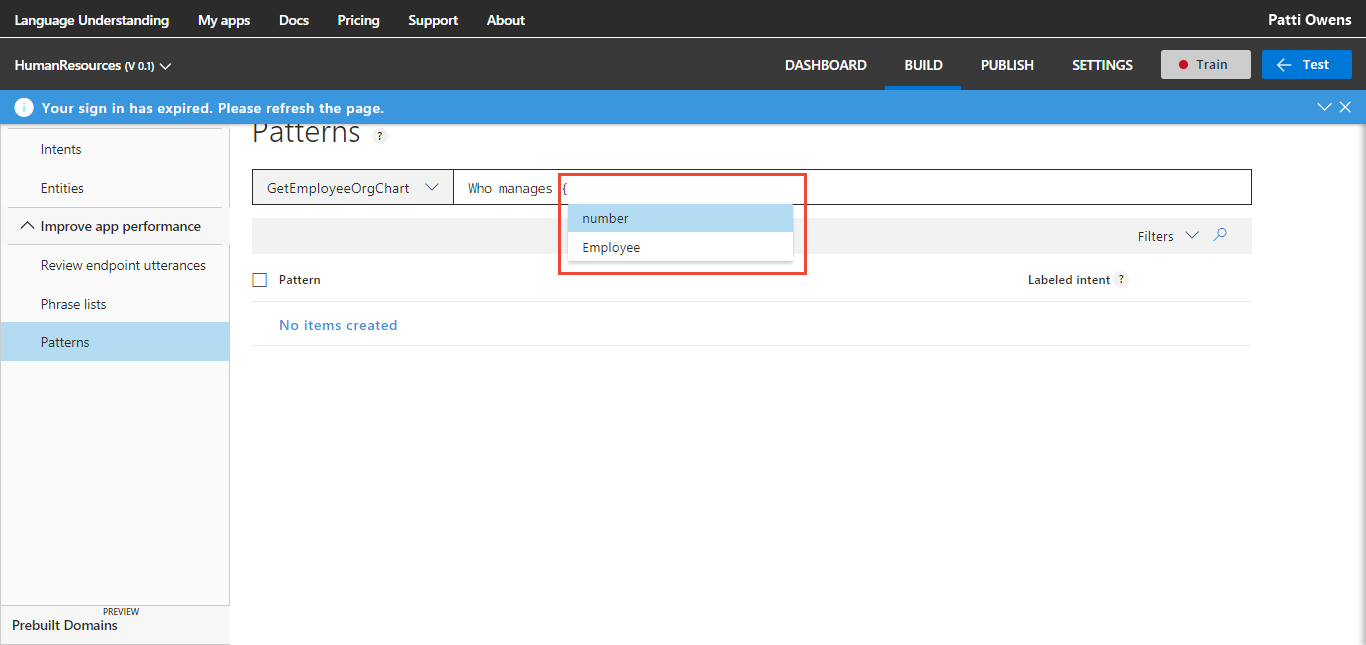 Language Understanding My apps Docs Pricing Support About Patti Owens
HumanResources (V 0.1) DASHBOARD BUILD PUBLISH SETTINGS Train Test
Your sign in has expired. Please refresh the page.
Intents
Entities
Improve app performance
Review endpoint utterances
Phrase lists
Patterns
PREVIEW
Prebuilt Domains
Patterns ?
GetEmployeeOrgChart Who manages {
number
Employee
Filters
Pattern Labeled intent ?
No items created